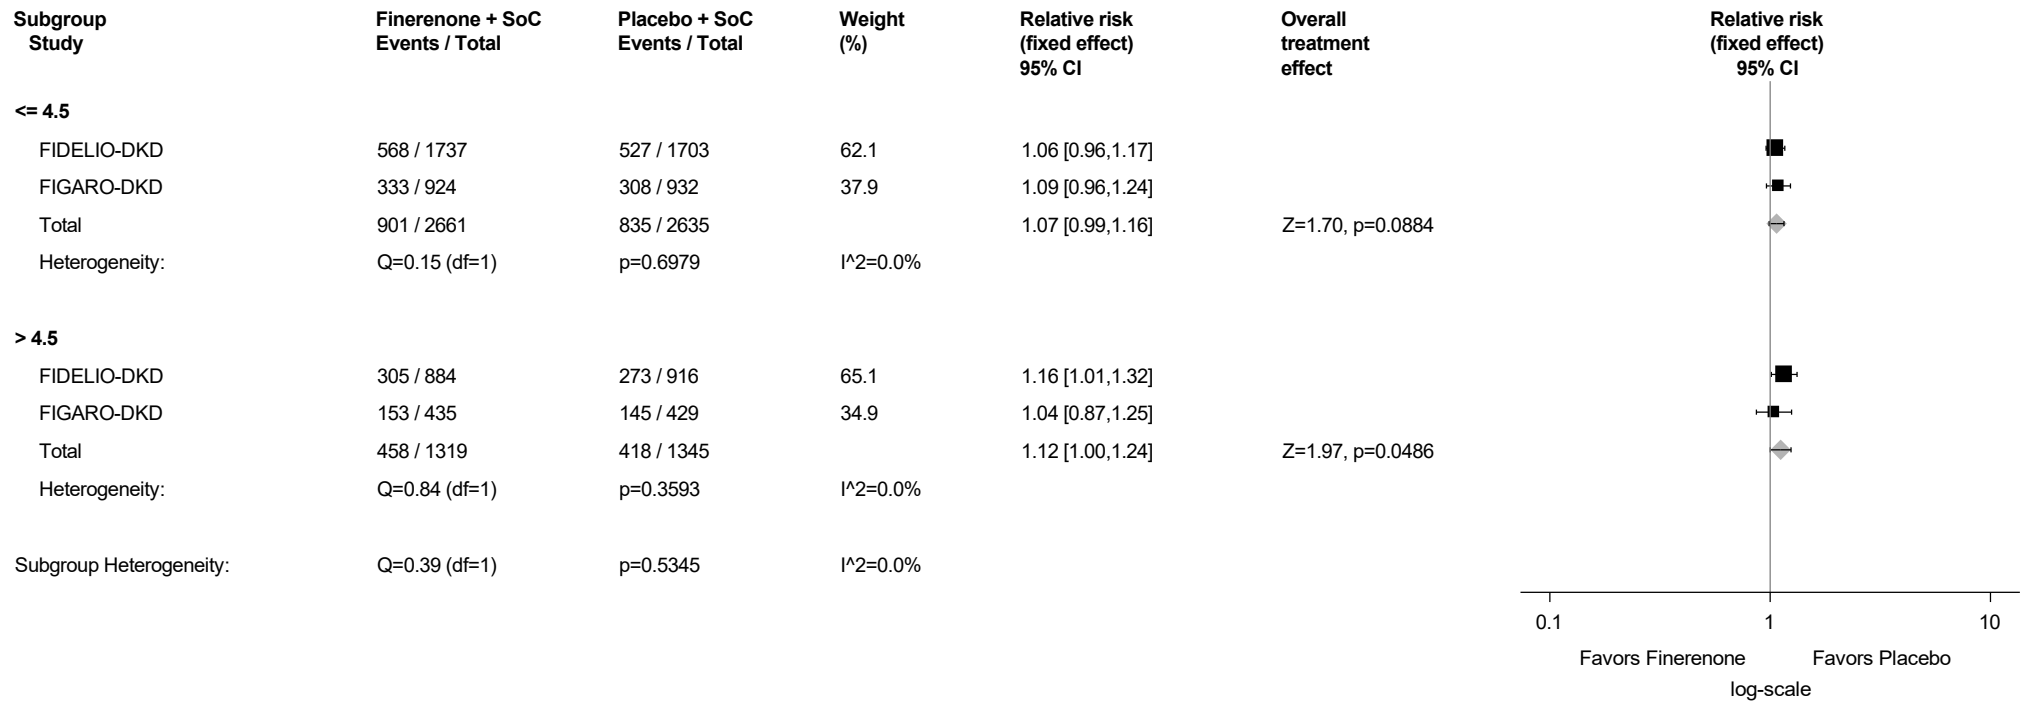 Subgroup Finerenone + SoC Placebo + SoC Weight Relative risk Overall Relative risk
Study Events / Total Events / Total (%) (fixed effect) treatment (fixed effect)
95% CI effect 95% CI
<= 4.5
FIDELIO-DKD 568 / 1737 527 / 1703 62.1 1.06 [0.96,1.17]
FIGARO-DKD 333 / 924 308 / 932 37.9 1.09 [0.96,1.24]
Total 901 / 2661 835 / 2635 1.07 [0.99,1.16] Z=1.70, p=0.0884
Heterogeneity: Q=0.15 (df=1) p=0.6979 I^2=0.0%
> 4.5
FIDELIO-DKD 305 / 884 273 / 916 65.1 1.16 [1.01,1.32]
FIGARO-DKD 153 / 435 145 / 429 34.9 1.04 [0.87,1.25]
Total 458 / 1319 418 / 1345 1.12 [1.00,1.24] Z=1.97, p=0.0486
Heterogeneity: Q=0.84 (df=1) p=0.3593 I^2=0.0%
Subgroup Heterogeneity: Q=0.39 (df=1) p=0.5345 I^2=0.0%
0.1 1 10
Favors Finerenone Favors Placebo
log-scale